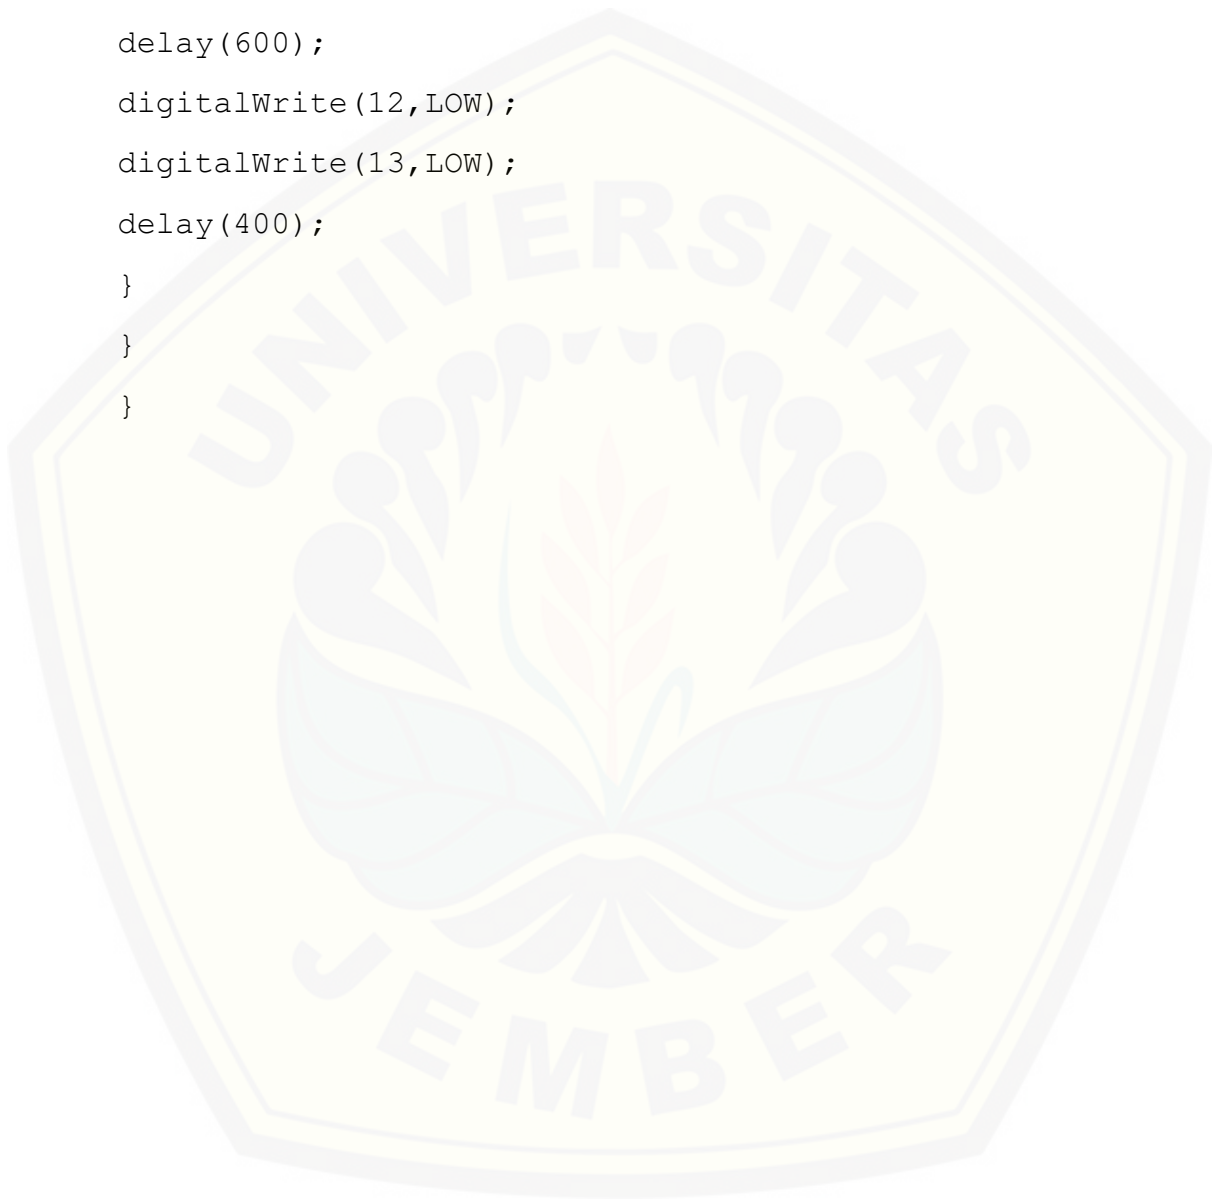 delay(600);
digitalWrite(12,LOW);
digitalWrite(13,LOW);
delay(400);
}
}
}
UNIVERSITAS
JEMBER